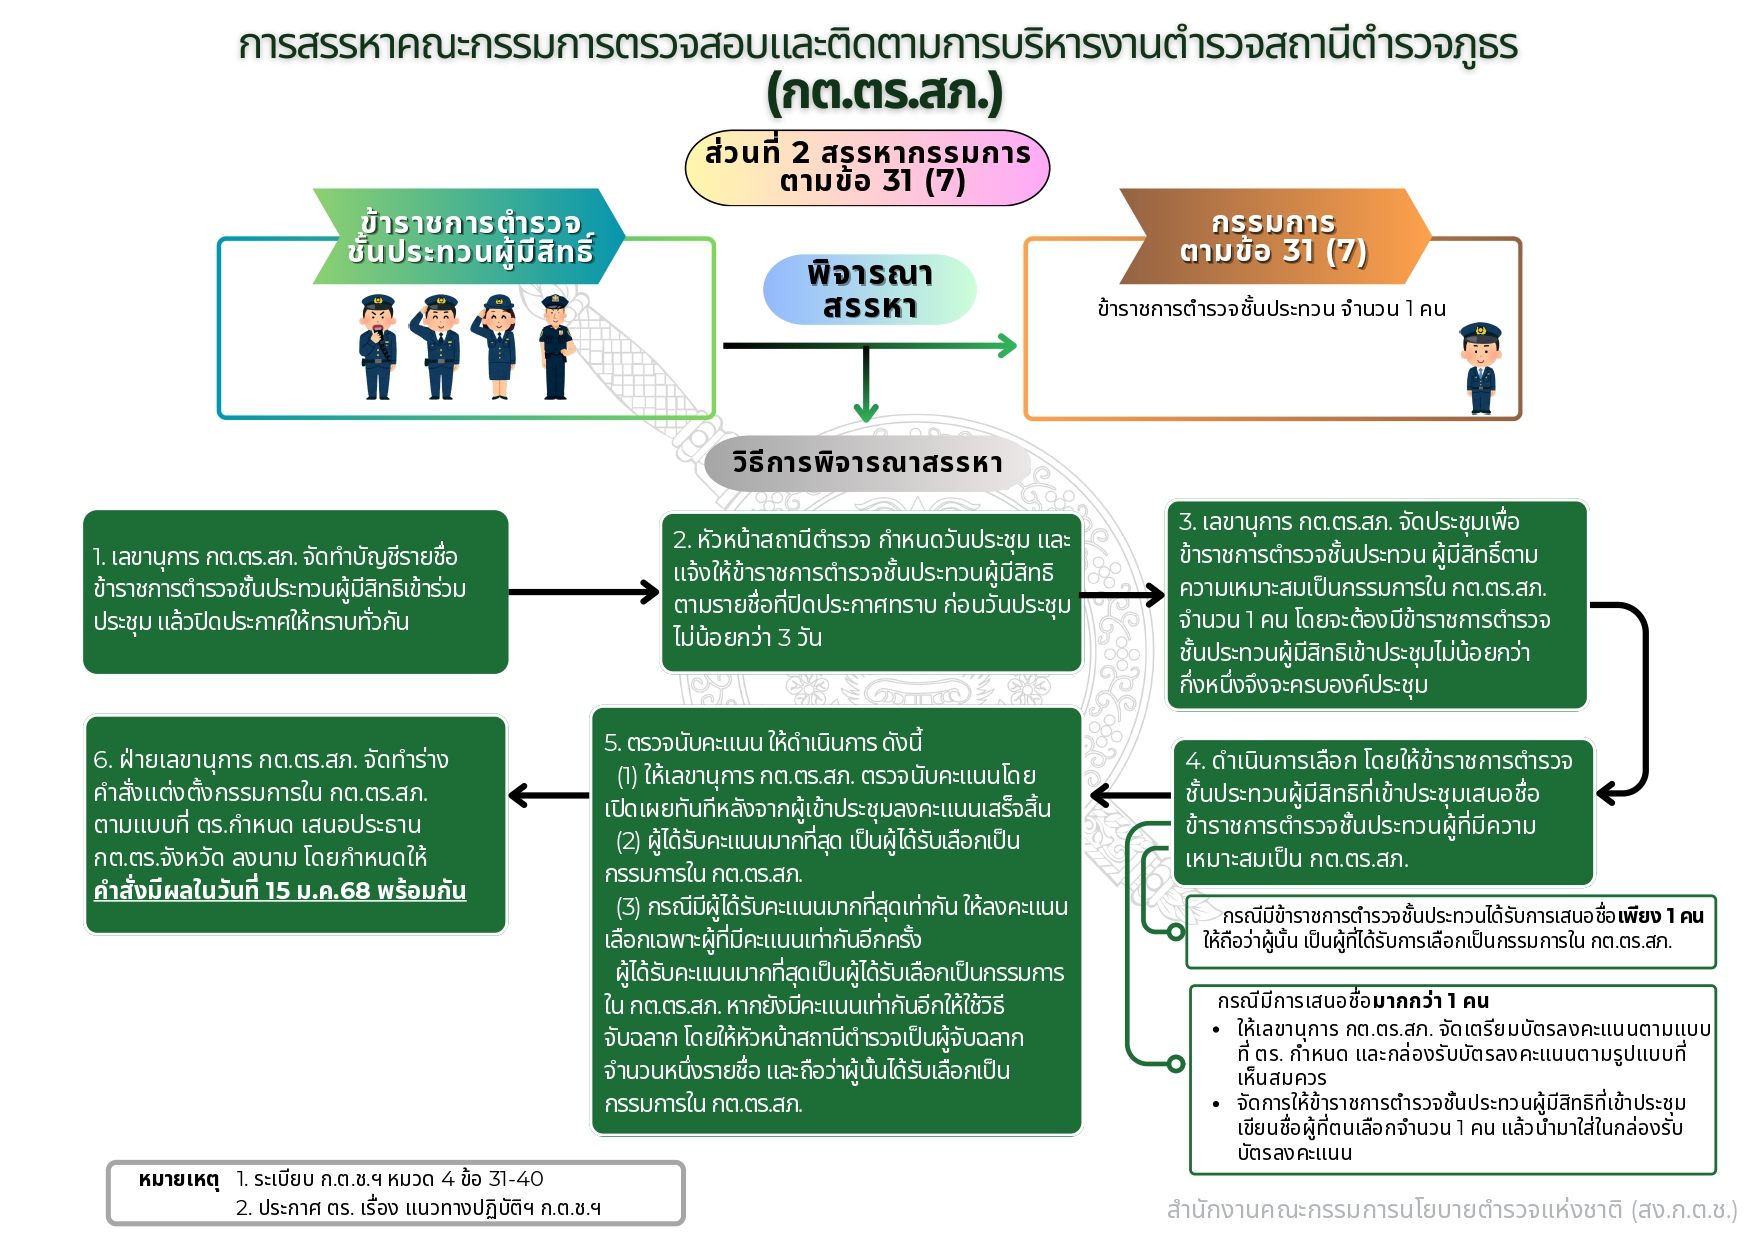 การสรรหาคณะกรรมการตรวจสอบและติดตามการบริหารงานตำรวจสถานีตำรวจภูธร
(กต.ตร.สภ.)
ส่วนที่ 2 สรรหากรรมการ
ตามข้อ 31 (7)
ข้าราชการตำรวจ
ชั้นประทวนผู้มีสิทธิ์
พิจารณา
สรรหา
กรรมการ
ตามข้อ 31 (7)
ข้าราชการตำรวจชั้นประทวน จำนวน 1 คน
วิธีการพิจารณาสรรหา
1. เลขานุการ กต.ตร.สภ. จัดทำบัญชีรายชื่อ
ข้าราชการตำรวจชั้นประทวนผู้มีสิทธิเข้าร่วม
ประชุม แล้วปิดประกาศให้ทราบทั่วกัน
2. หัวหน้าสถานีตำรวจ กำหนดวันประชุม และ
แจ้งให้ข้าราชการตำรวจชั้นประทวนผู้มีสิทธิ
ตามรายชื่อที่ปิดประกาศทราบ ก่อนวันประชุม
ไม่น้อยกว่า 3 วัน
3. เลขานุการ กต.ตร.สภ. จัดประชุมเพื่อ
ข้าราชการตำรวจชั้นประทวน ผู้มีสิทธิ์ตาม
ความเหมาะสมเป็นกรรมการใน กต.ตร.สภ.
จำนวน 1 คน โดยจะต้องมีข้าราชการตำรวจ
ชั้นประทวนผู้มีสิทธิเข้าประชุมไม่น้อยกว่า
กึ่งหนึ่งจึงจะครบองค์ประชุม
4. ดำเนินการเลือก โดยให้ข้าราชการตำรวจ
ชั้นประทวนผู้มีสิทธิที่เข้าประชุมเสนอชื่อ
ข้าราชการตำรวจชั้นประทวนผู้ที่มีความ
เหมาะสมเป็น กต.ตร.สภ.
กรณีมีข้าราชการตำรวจชั้นประทวนได้รับการเสนอชื่อเพียง 1 คน
ให้ถือว่าผู้นั้น เป็นผู้ที่ได้รับการเลือกเป็นกรรมการใน กต.ตร.สภ.
กรณีมีการเสนอชื่อมากกว่า 1 คน
• ให้เลขานุการ กต.ตร.สภ. จัดเตรียมบัตรลงคะแนนตามแบบ
ที่ ตร. กำหนด และกล่องรับบัตรลงคะแนนตามรูปแบบที่
เห็นสมควร
• จัดการให้ข้าราชการตำรวจชั้นประทวนผู้มีสิทธิที่เข้าประชุม
เขียนชื่อผู้ที่ตนเลือกจำนวน 1 คน แล้วนำมาใส่ในกล่องรับ
บัตรลงคะแนน
5. ตรวจนับคะแนน ให้ดำเนินการ ดังนี้
(1) ให้เลขานุการ กต.ตร.สภ. ตรวจนับคะแนนโดย
เปิดเผยทันทีหลังจากผู้เข้าประชุมลงคะแนนเสร็จสิ้น
(2) ผู้ได้รับคะแนนมากที่สุด เป็นผู้ได้รับเลือกเป็น
กรรมการใน กต.ตร.สภ.
(3) กรณีมีผู้ได้รับคะแนนมากที่สุดเท่ากัน ให้ลงคะแนน
เลือกเฉพาะผู้ที่มีคะแนนเท่ากันอีกครั้ง
ผู้ได้รับคะแนนมากที่สุดเป็นผู้ได้รับเลือกเป็นกรรมการ
ใน กต.ตร.สภ. หากยังมีคะแนนเท่ากันอีกให้ใช้วิธี
จับฉลาก โดยให้หัวหน้าสถานีตำรวจเป็นผู้จับฉลาก
จำนวนหนึ่งรายชื่อ และถือว่าผู้นั้นได้รับเลือกเป็น
กรรมการใน กต.ตร.สภ.
6. ฝ่ายเลขานุการ กต.ตร.สภ. จัดทำร่าง
คำสั่งแต่งตั้งกรรมการใน กต.ตร.สภ.
ตามแบบที่ ตร.กำหนด เสนอประธาน
กต.ตร.จังหวัด ลงนาม โดยกำหนดให้
คำสั่งมีผลในวันที่ 15 ม.ค.68 พร้อมกัน
หมายเหตุ 1. ระเบียบ ก.ต.ช.ฯ หมวด 4 ข้อ 31-40
2. ประกาศ ตร. เรื่อง แนวทางปฏิบัติฯ ก.ต.ช.ฯ
สำนักงานคณะกรรมการนโยบายตำรวจแห่งชาติ (สง.ก.ต.ช.)